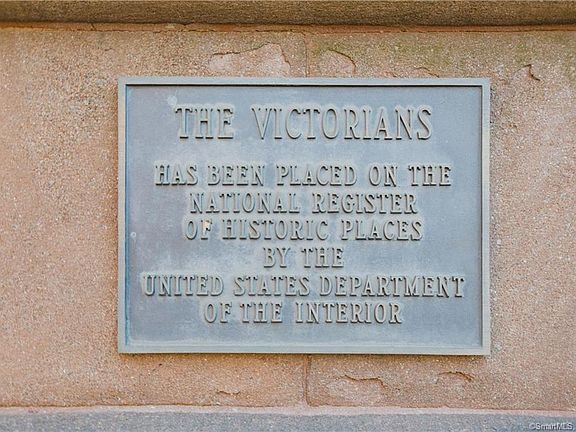 THE VICTORIANS
HAS BEEN PLACED ON THE
NATIONAL REGISTER
OF HISTORIC PLACES
BY THE
UNITED STATES DEPARTMENT
OF THE INTERIOR
©SmartMLS